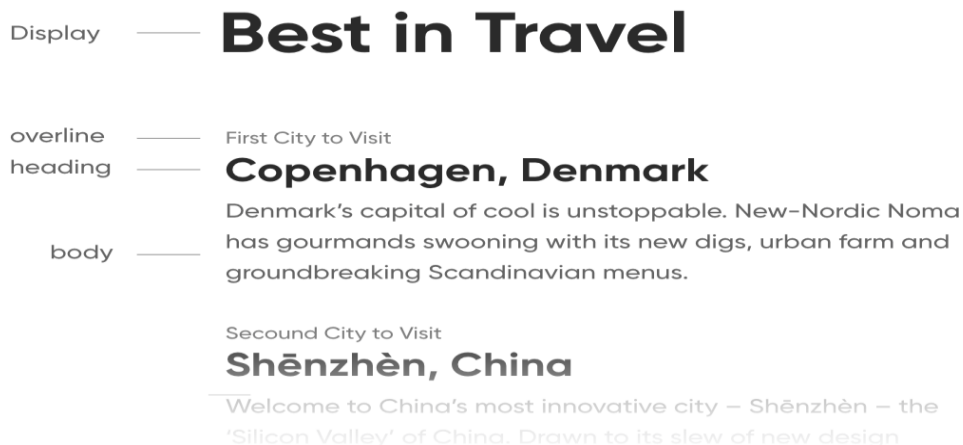 Display
Best in Travel
overline
First City to Visit
heading
Copenhagen, Denmark
Denmark's capital of cool is unstoppable. New-Nordic Noma
body
has gourmands swooning with its new digs, urban farm and
groundbreaking Scandinavian menus.
Secound City to Visit
Shēnzhèn, China
Welcome to China's most innovative city – Shēnzhèn – the
'Silicon Valley' of China. Drawn to its slew of new design